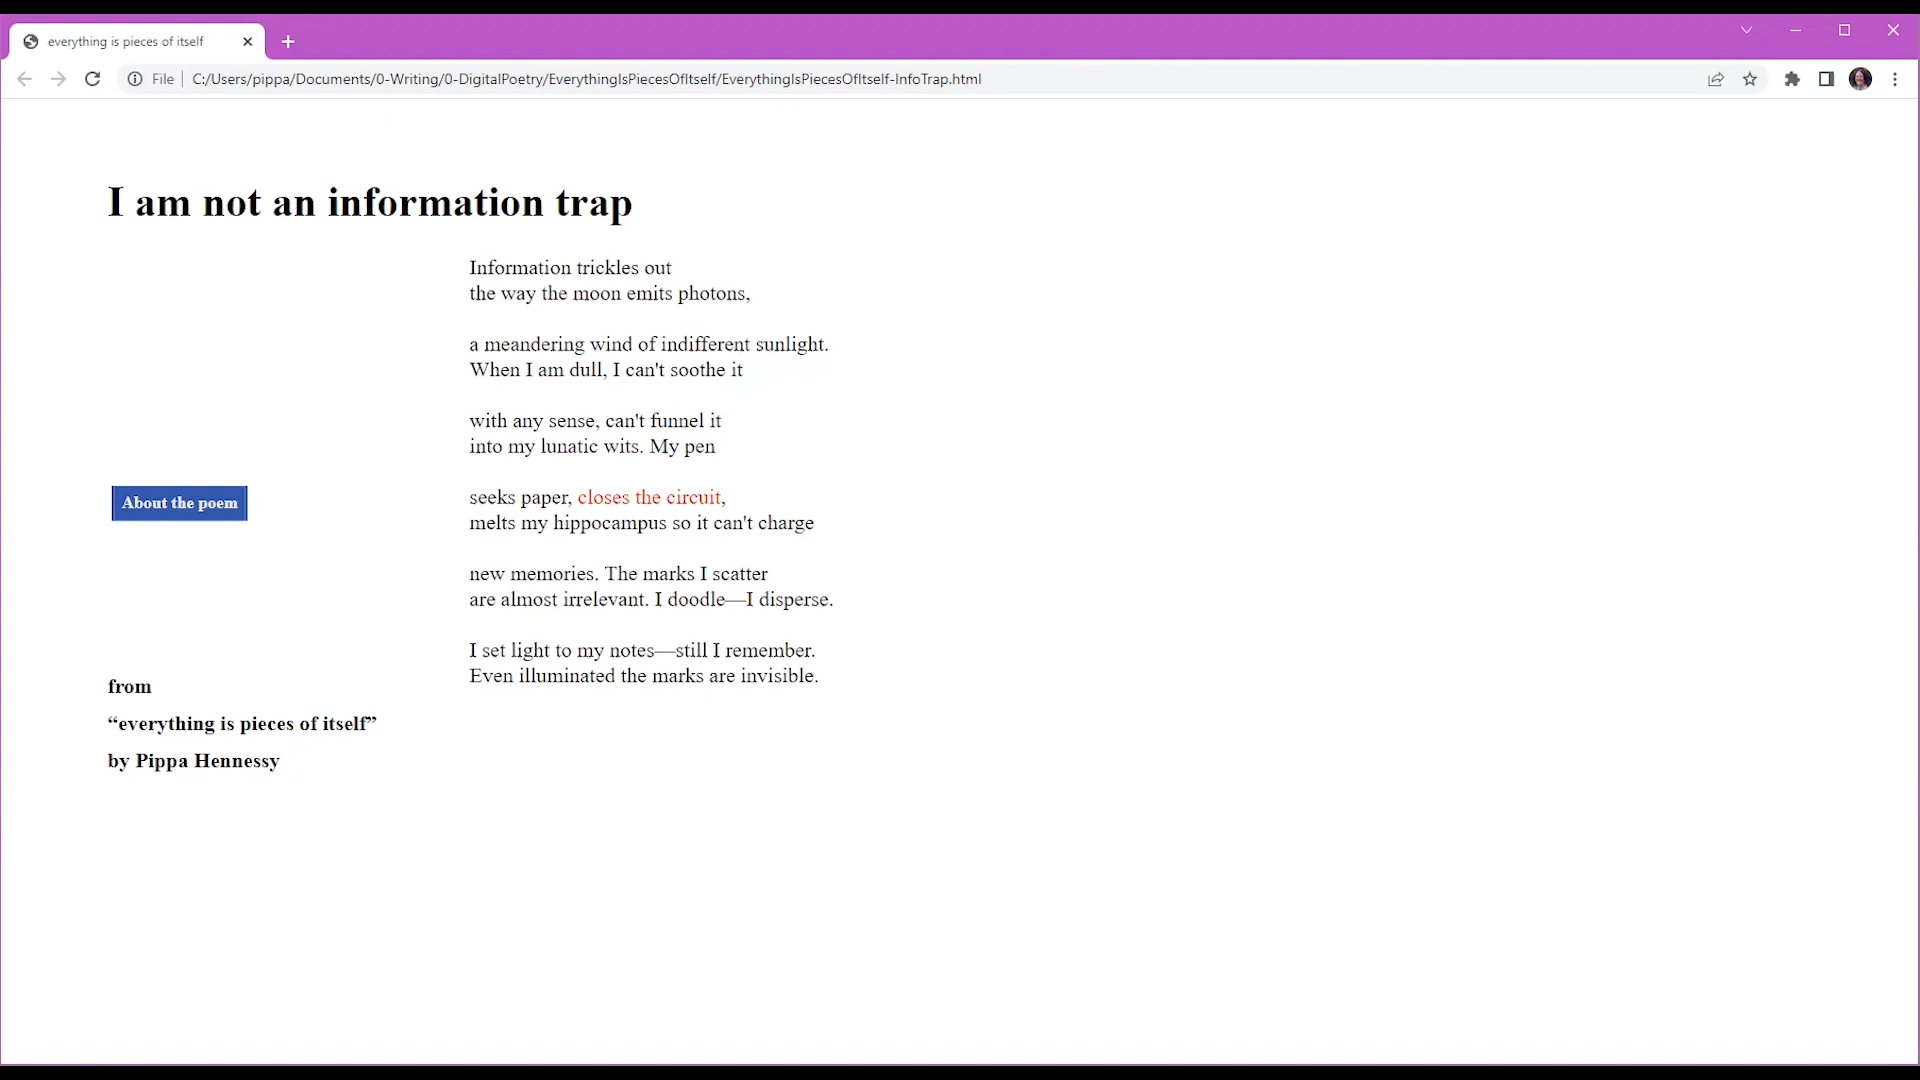 everything is pieces of itself
File
C:/Users/pippa/Documents/0-Writing/0-DigitalPoetry/EverythingIsPiecesOfItself/EverythingIsPiecesOfItself-InfoTrap.html
I am not an information trap
Information trickles out
the way the moon emits photons,
a meandering wind of indifferent sunlight.
When I am dull, I can't soothe it
with any sense, can't funnel it
into my lunatic wits. My pen
seeks paper, closes the circuit,
melts my hippocampus so it can't charge
new memories. The marks I scatter
are almost irrelevant. I doodle—I disperse.
I set light to my notes—still I remember.
Even illuminated the marks are invisible.
About the poem
from
“everything is pieces of itself”
by Pippa Hennessy